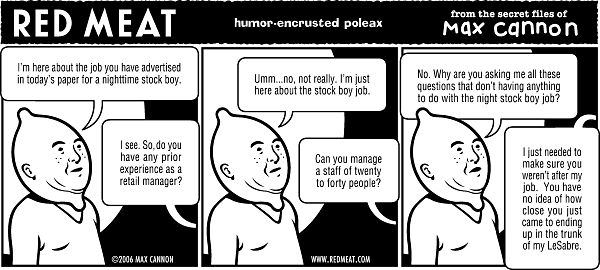 RED MEAT
humor-encrusted poleax
from the secret files of
max cannon
I'm here about the job you have advertised
in today's paper for a nighttime stock boy.
I see. So, do you
have any prior
experience as a
retail manager?
©2006 MAX CANNON
Umm...no, not really. I'm just
here about the stock boy job.
Can you manage
a staff of twenty
to forty people?
WWW.REDMEAT.COM
No. Why are you asking me all these
questions that don't having anything
to do with the night stock boy job?
I just needed to
make sure you
weren't after my
job. You have
no idea of how
close you just
came to ending
up in the trunk
of my LeSabre.